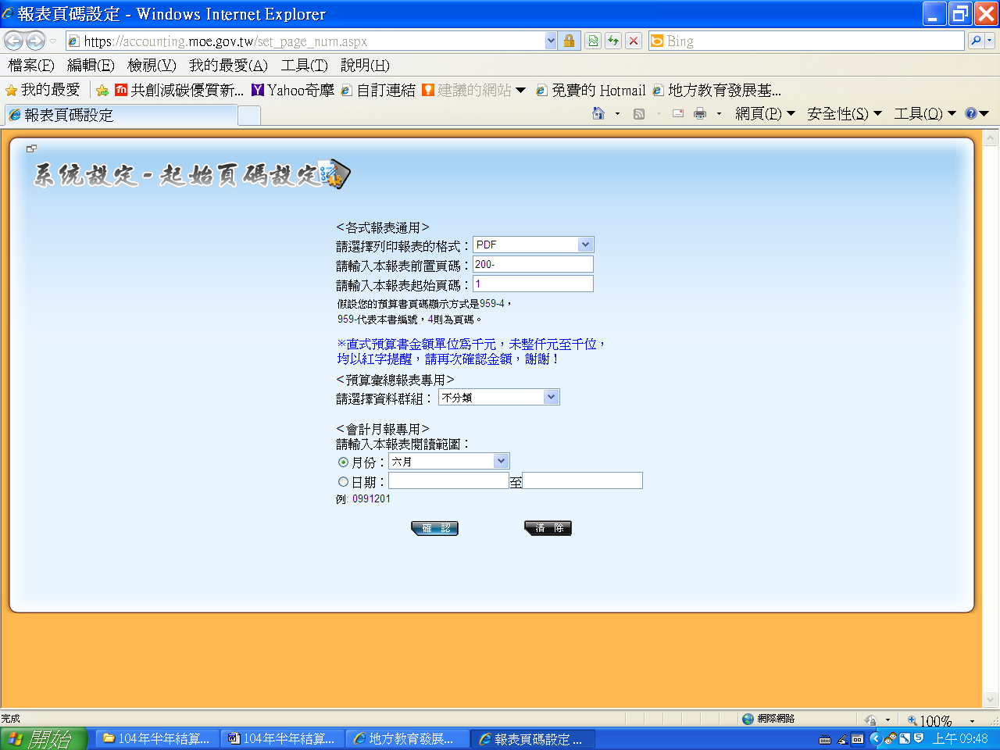 報表頁碼設定 - Windows Internet Explorer
https://accounting.moe.gov.tw/set_page_num.aspx
Bing
檔案(F) 編輯(E) 檢視(V) 我的最愛(A) 工具(T) 說明(H)
我的最愛 共創減碳優質新... Yahoo奇摩 自訂連結 建議的網站 免費的 Hotmail 地方教育發展基...
報表頁碼設定
網頁(P) 安全性(S) 工具(O)
系統設定-起始頁碼設定
<各式報表通用>
請選擇列印報表的格式: PDF
請輸入本報表前置頁碼: 200-
請輸入本報表起始頁碼: 1
假設您的預算書頁碼顯示方式是959-4,
959-代表本書編號,4則為頁碼。
※直式預算書金額單位為千元,未整仟元至千位,
均以紅字提醒,請再次確認金額,謝謝!
<預算彙總報表專用>
請選擇資料群組: 不分類
<會計月報專用>
請輸入本報表閱讀範圍:
月份: 六月
日期: 至
例: 0991201
確 認 清 除
完成 網際網路 100%
開始 104年半年結算... 104年半年結算... 地方教育發展... 報表頁碼設定 ... 上午 09:48